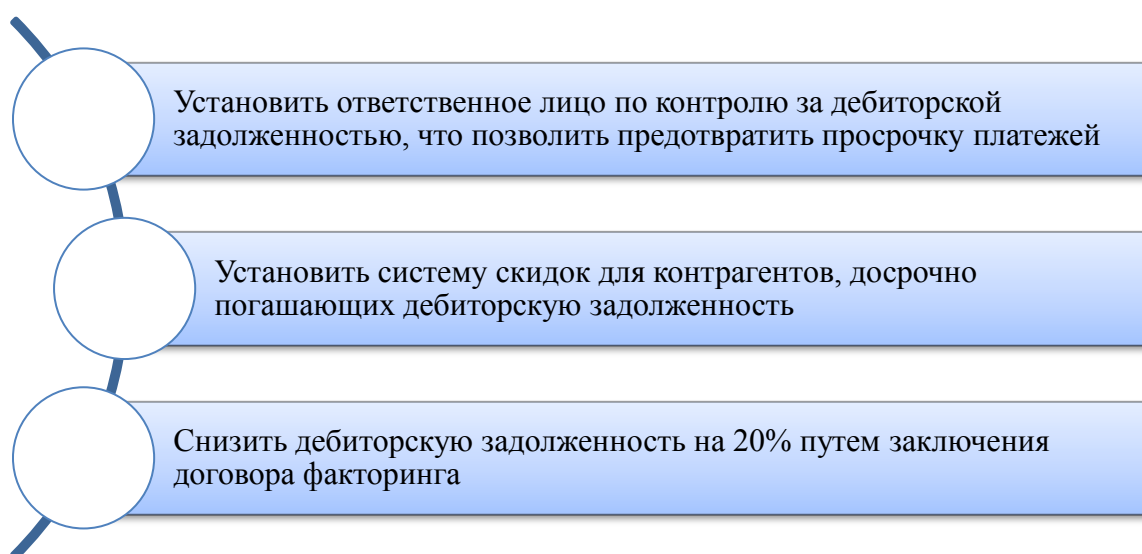 Установить ответственное лицо по контролю за дебиторской
задолженностью, что позволить предотвратить просрочку платежей
Установить систему скидок для контрагентов, досрочно
погашающих дебиторскую задолженность
Снизить дебиторскую задолженность на 20% путем заключения
договора факторинга